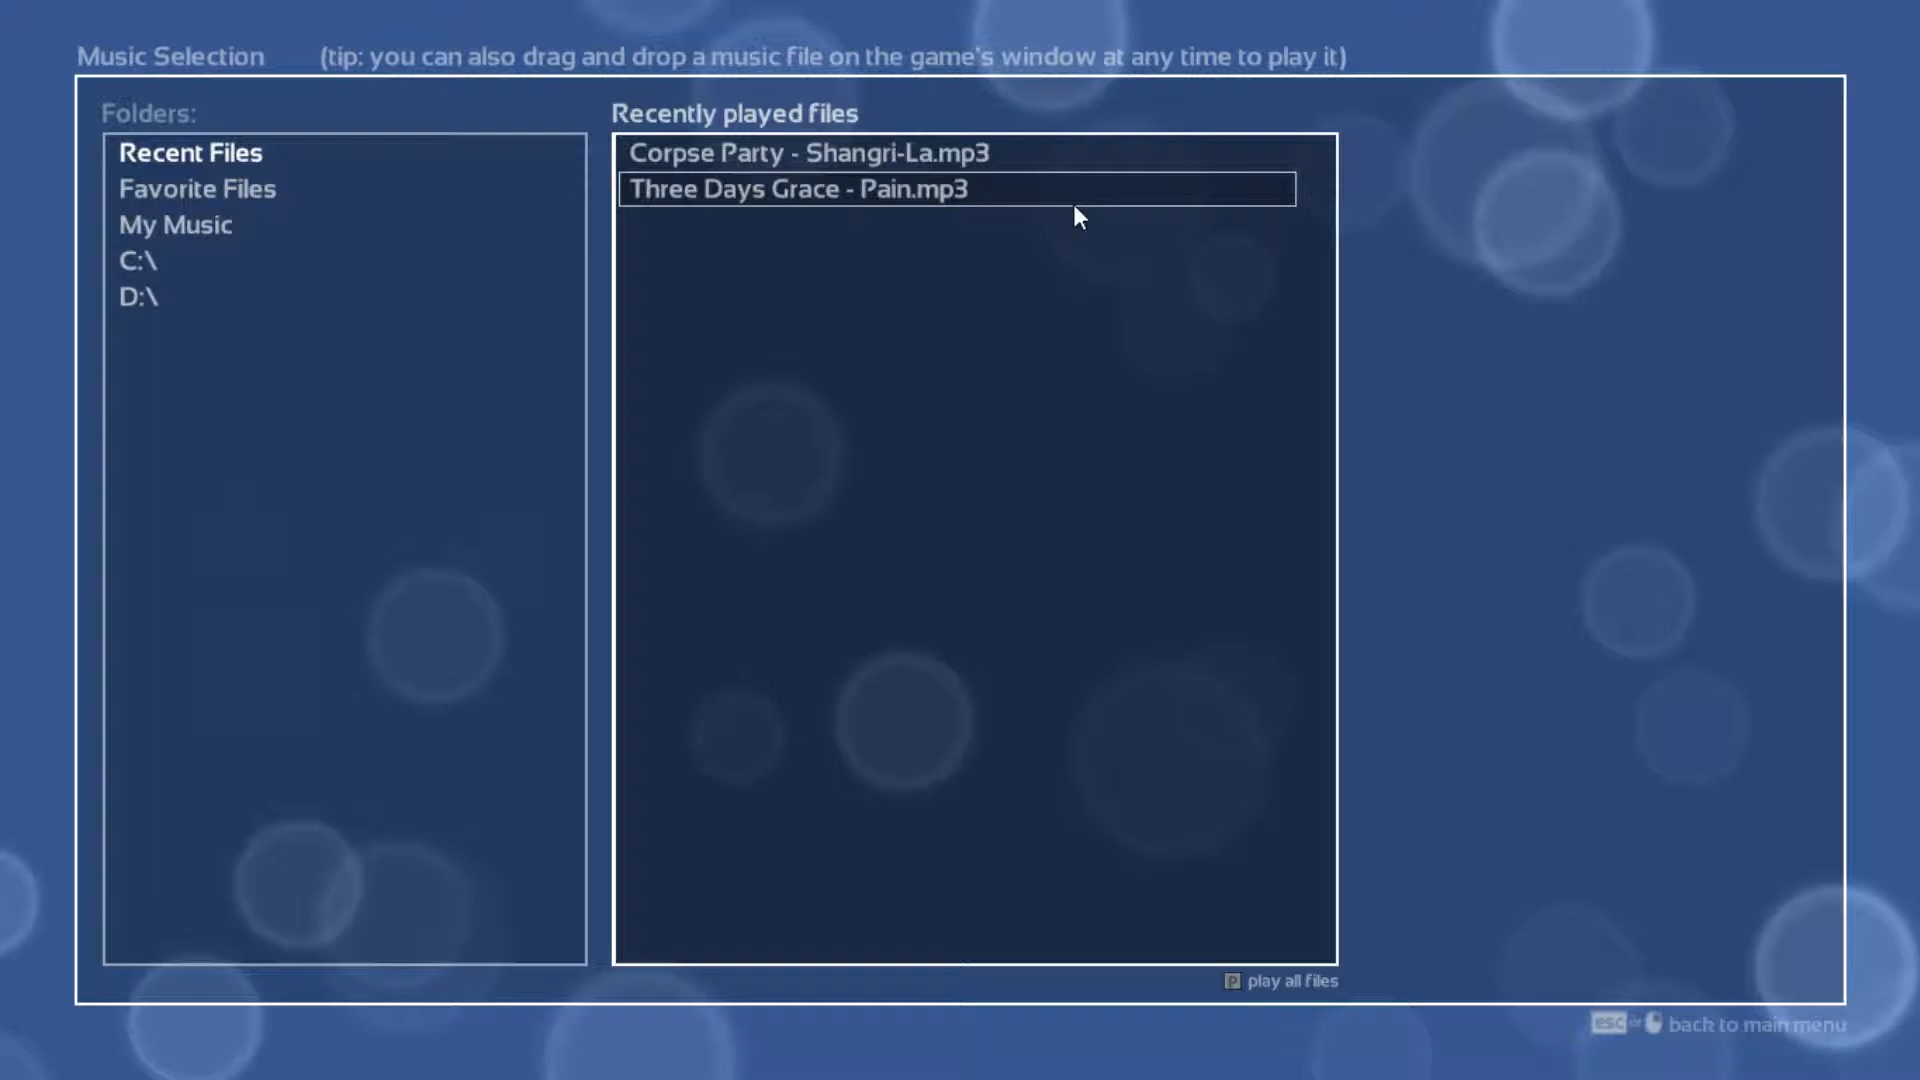 Music Selection (tip: you can also drag and drop a music file on the game's window at any time to play it)
Folders:
Recent Files
Favorite Files
My Music
C:\
D:\
Recently played files
Corpse Party - Shangri-La.mp3
Three Days Grace - Pain.mp3
P play all files
esc or back to main menu